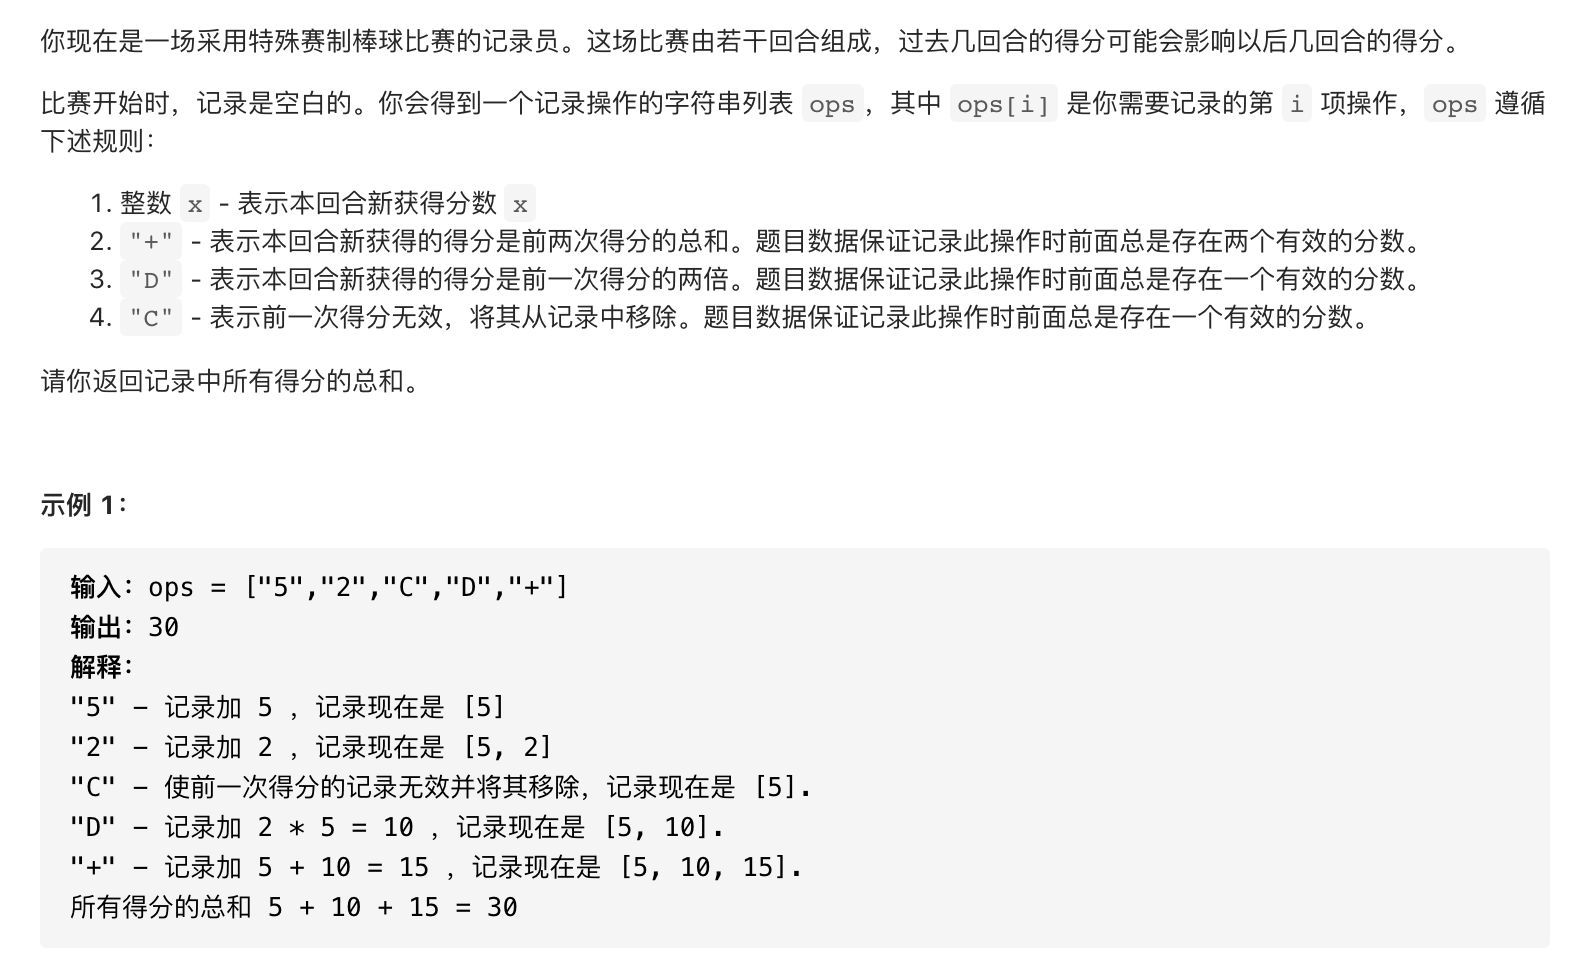 你现在是一场采用特殊赛制棒球比赛的记录员。这场比赛由若干回合组成，过去几回合的得分可能会影响以后几回合的得分。
比赛开始时，记录是空白的。你会得到一个记录操作的字符串列表 ops，其中 ops[i] 是你需要记录的第 i 项操作，ops 遵循
下述规则：
1. 整数 x - 表示本回合新获得分数 x
2. "+" - 表示本回合新获得的得分是前两次得分的总和。题目数据保证记录此操作时前面总是存在两个有效的分数。
3. "D" - 表示本回合新获得的得分是前一次得分的两倍。题目数据保证记录此操作时前面总是存在一个有效的分数。
4. "C" - 表示前一次得分无效，将其从记录中移除。题目数据保证记录此操作时前面总是存在一个有效的分数。
请你返回记录中所有得分的总和。
示例 1：
输入：ops = ["5","2","C","D","+"]
输出：30
解释：
"5" - 记录加 5 ，记录现在是 [5]
"2" - 记录加 2 ，记录现在是 [5, 2]
"C" - 使前一次得分的记录无效并将其移除，记录现在是 [5].
"D" - 记录加 2 * 5 = 10 ，记录现在是 [5, 10].
"+" - 记录加 5 + 10 = 15 ，记录现在是 [5, 10, 15].
所有得分的总和 5 + 10 + 15 = 30